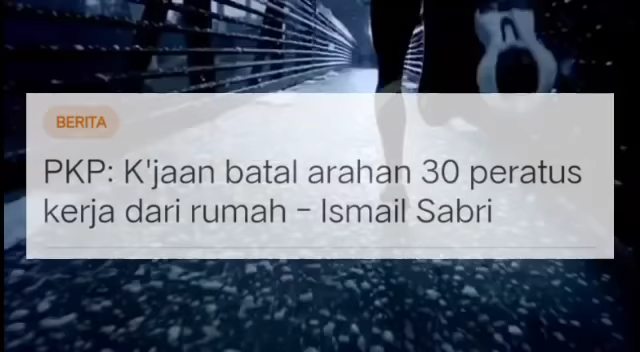 BERITA
PKP: K'jaan batal arahan 30 peratus
kerja dari rumah – Ismail Sabri